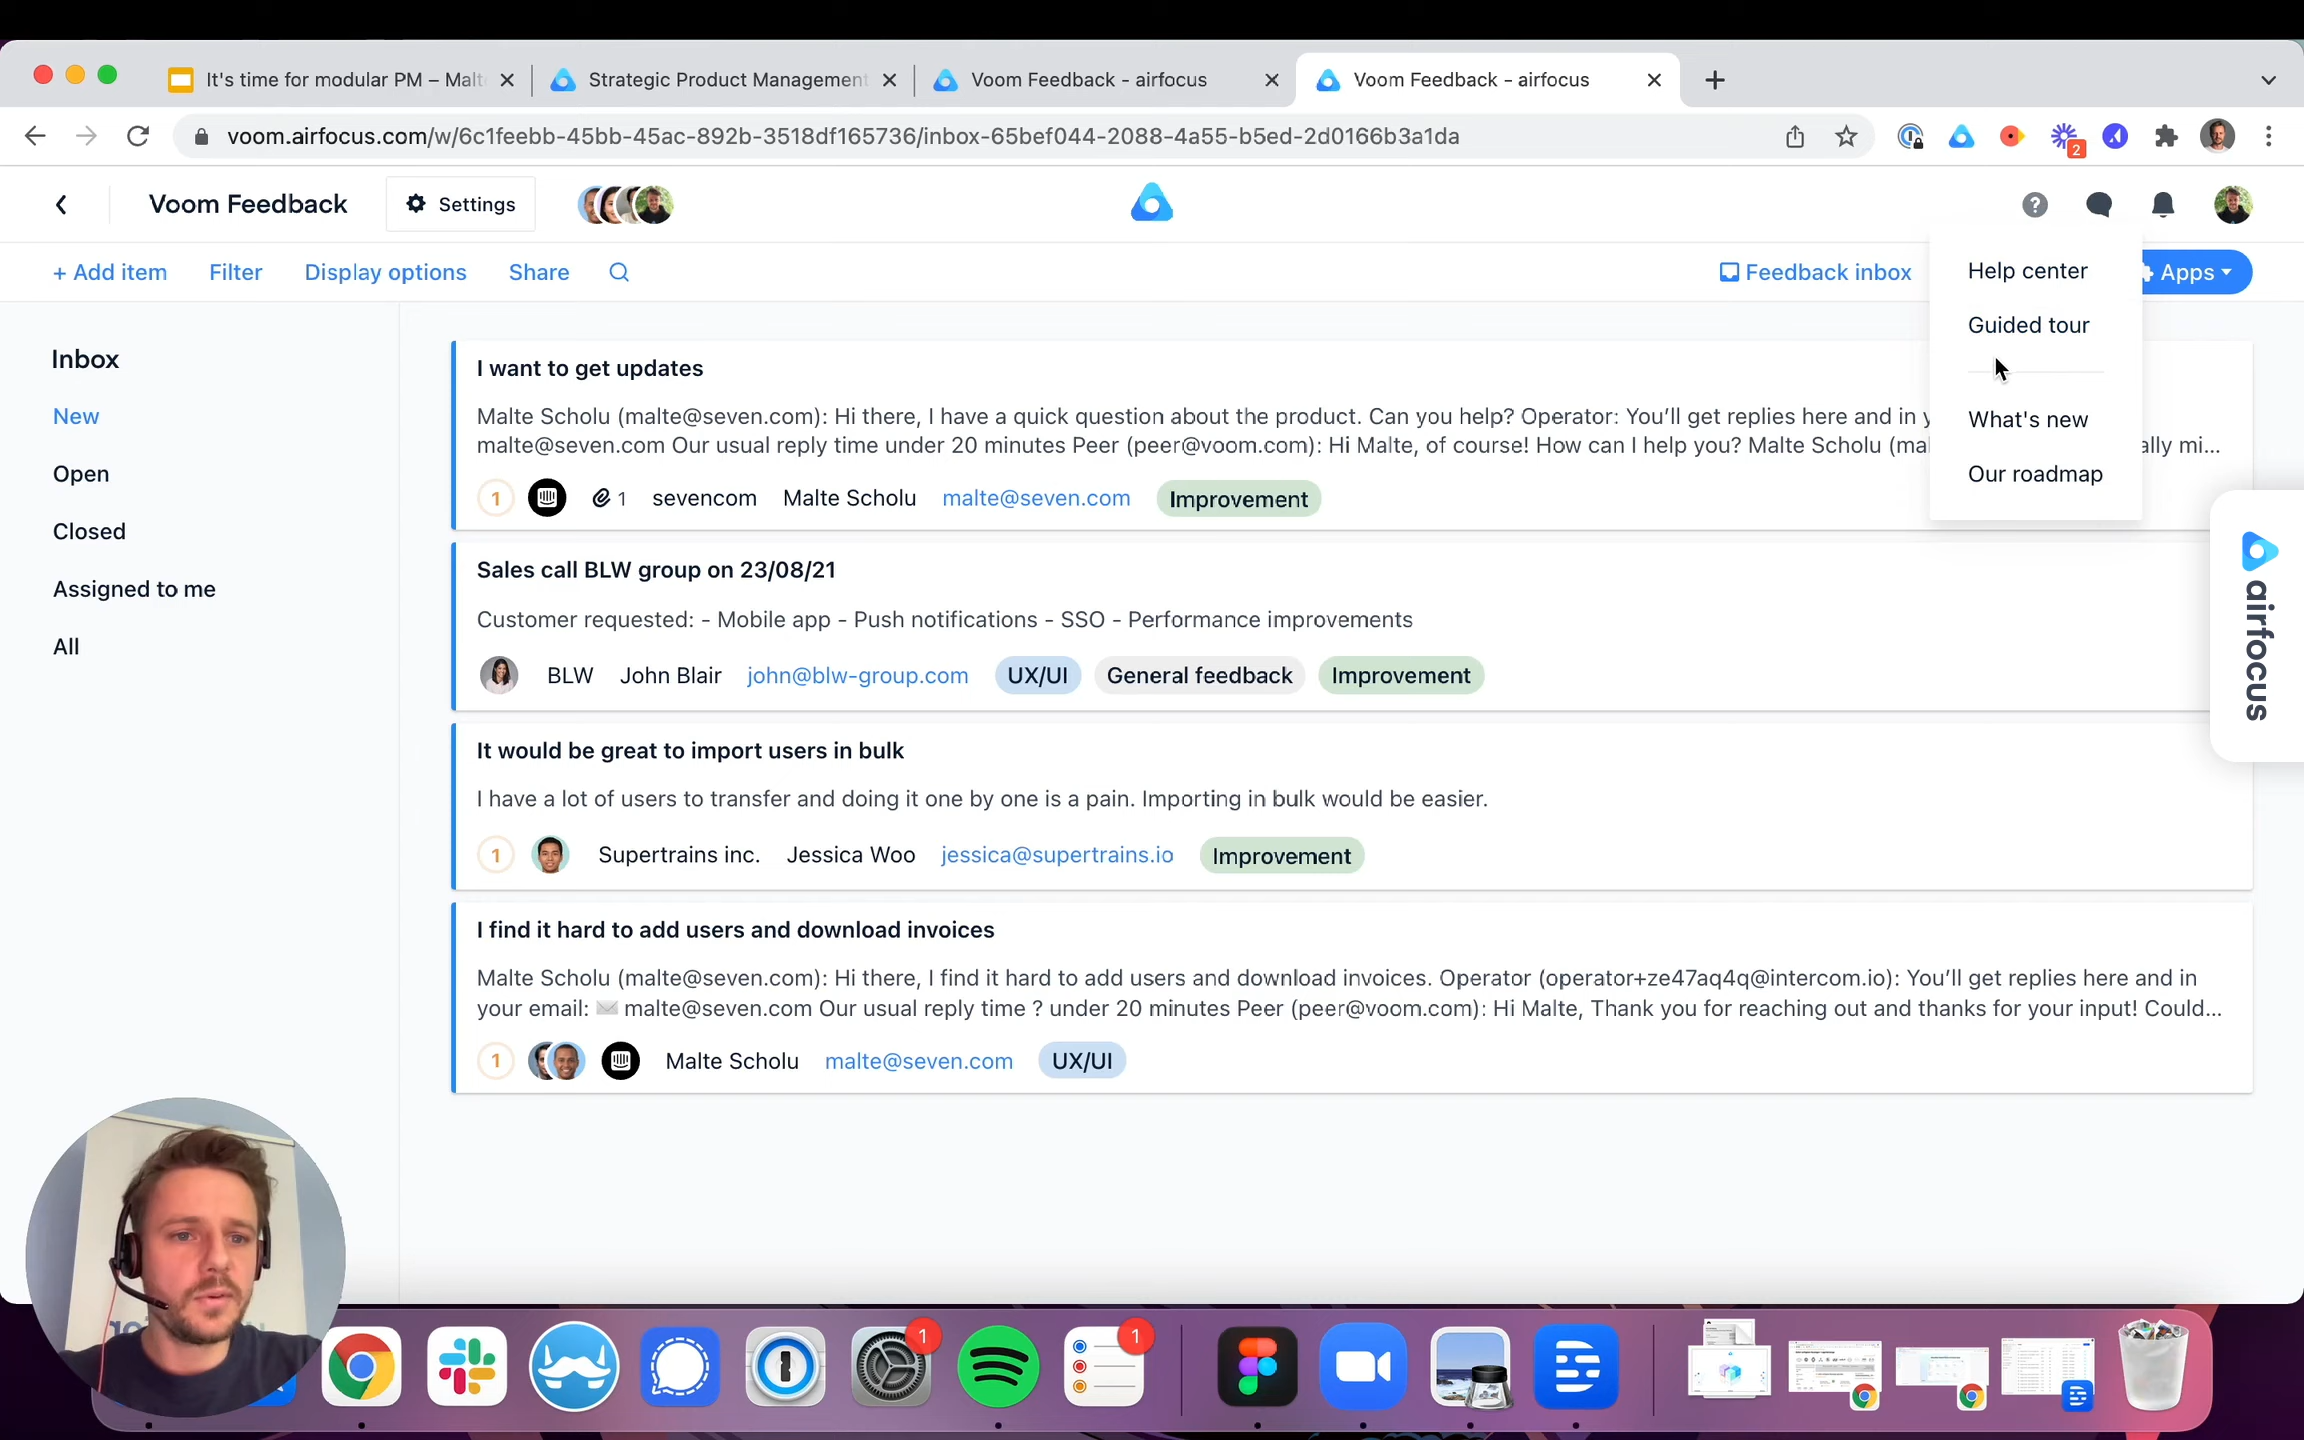 It's time for modular PM – Malt
Strategic Product Management
Voom Feedback - airfocus
Voom Feedback - airfocus
voom.airfocus.com/w/6c1feebb-45bb-45ac-892b-3518df165736/inbox-65bef044-2088-4a55-b5ed-2d0166b3a1da
2
Voom Feedback
Settings
+ Add item
Filter
Display options
Share
Feedback inbox
Apps
Help center
Guided tour
What's new
Our roadmap
Inbox
New
Open
Closed
Assigned to me
All
I want to get updates
Malte Scholu (malte@seven.com): Hi there, I have a quick question about the product. Can you help? Operator: You’ll get replies here and in y
malte@seven.com Our usual reply time under 20 minutes Peer (peer@voom.com): Hi Malte, of course! How can I help you? Malte Scholu (mal ally mi...
1 1 sevencom Malte Scholu malte@seven.com Improvement
Sales call BLW group on 23/08/21
Customer requested: - Mobile app - Push notifications - SSO - Performance improvements
BLW John Blair john@blw-group.com UX/UI General feedback Improvement
It would be great to import users in bulk
I have a lot of users to transfer and doing it one by one is a pain. Importing in bulk would be easier.
1 Supertrains inc. Jessica Woo jessica@supertrains.io Improvement
I find it hard to add users and download invoices
Malte Scholu (malte@seven.com): Hi there, I find it hard to add users and download invoices. Operator (operator+ze47aq4q@intercom.io): You’ll get replies here and in
your email: ✉️ malte@seven.com Our usual reply time ? under 20 minutes Peer (peer@voom.com): Hi Malte, Thank you for reaching out and thanks for your input! Could...
1 Malte Scholu malte@seven.com UX/UI
airfocus
1
1